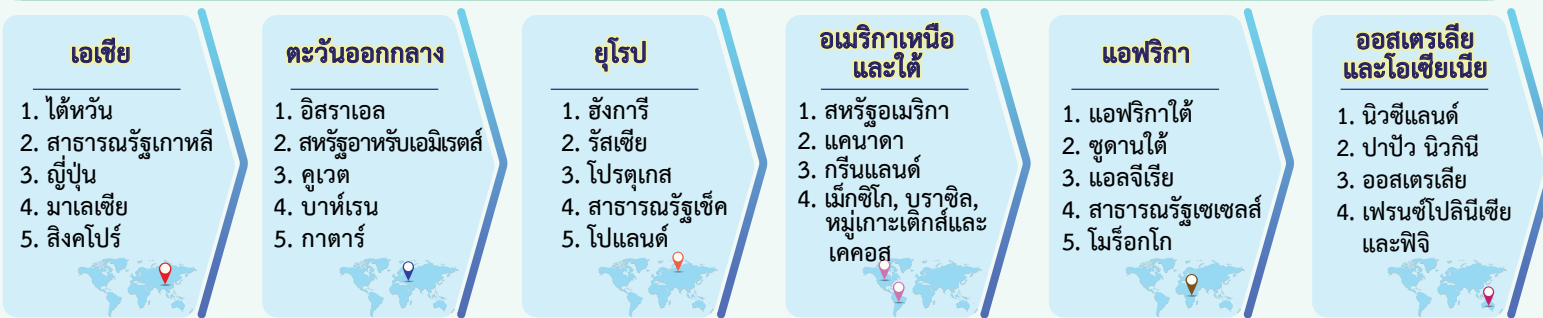 เอเชีย
1. ไต้หวัน
2. สาธารณรัฐเกาหลี
3. ญี่ปุ่น
4. มาเลเซีย
5. สิงคโปร์
ตะวันออกกลาง
1. อิสราเอล
2. สหรัฐอาหรับเอมิเรตส์
3. คูเวต
4. บาห์เรน
5. กาตาร์
ยุโรป
1. ฮังการี
2. รัสเซีย
3. โปรตุเกส
4. สาธารณรัฐเช็ค
5. โปแลนด์
อเมริกาเหนือ
และใต้
1. สหรัฐอเมริกา
2. แคนาดา
3. กรีนแลนด์
4. เม็กซิโก, บราซิล,
หมู่เกาะเติกส์และ
เคคอส
แอฟริกา
1. แอฟริกาใต้
2. ซูดานใต้
3. แอลจีเรีย
4. สาธารณรัฐเซเชลส์
5. โมร็อกโก
ออสเตรเลีย
และโอเชียเนีย
1. นิวซีแลนด์
2. ปาปัว นิวกินี
3. ออสเตรเลีย
4. เฟรนซ์โปลินีเซีย
และฟิจิ